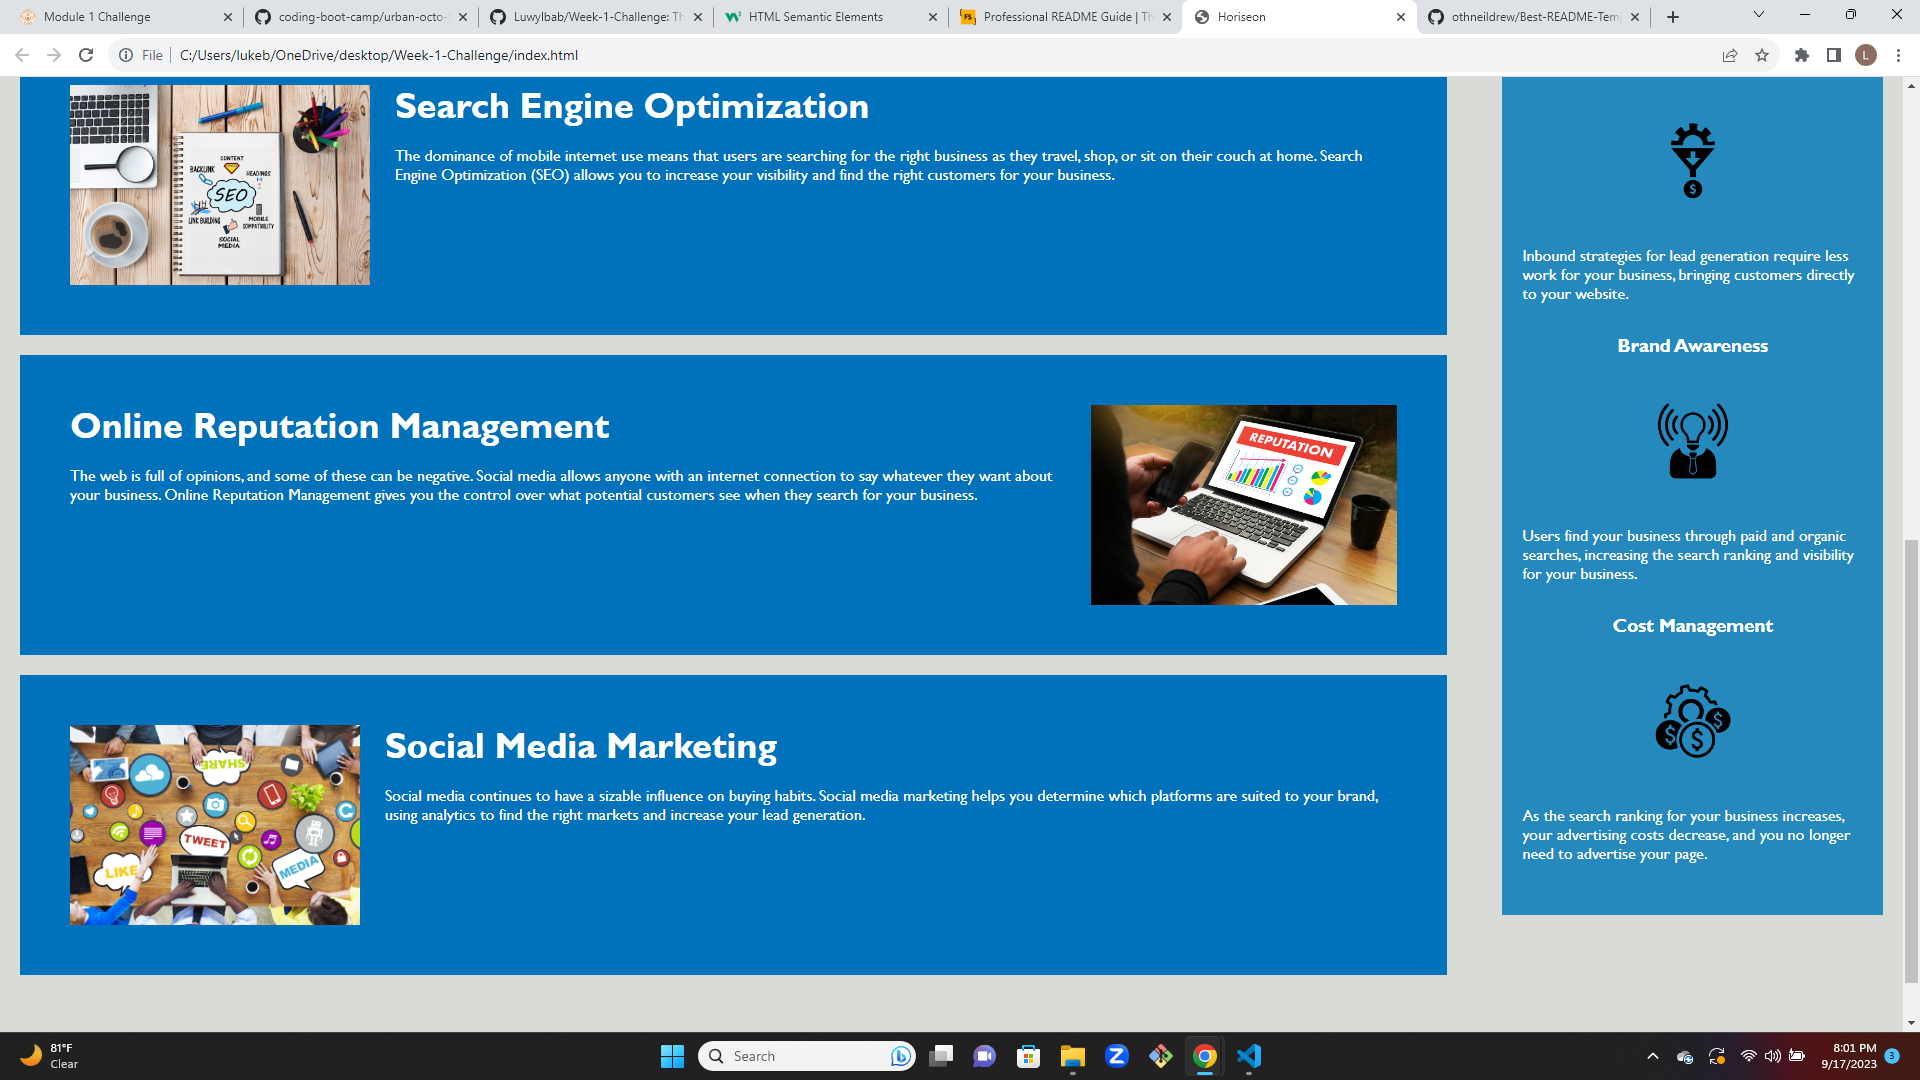 Module 1 Challenge
coding-boot-camp/urban-octo-
Luwylbab/Week-1-Challenge: Th
HTML Semantic Elements
Professional README Guide | Th
Horiseon
othneildrew/Best-README-Tem
File
C:/Users/lukeb/OneDrive/desktop/Week-1-Challenge/index.html
L
CONTENT
BACKLINK
HEADINGS
SEO
LINK BUILDING
MOBILE
COMPATIBILITY
SOCIAL
MEDIA
Search Engine Optimization
The dominance of mobile internet use means that users are searching for the right business as they travel, shop, or sit on their couch at home. Search
Engine Optimization (SEO) allows you to increase your visibility and find the right customers for your business.
Online Reputation Management
The web is full of opinions, and some of these can be negative. Social media allows anyone with an internet connection to say whatever they want about
your business. Online Reputation Management gives you the control over what potential customers see when they search for your business.
REPUTATION
SHARE
TWEET
LIKE
MEDIA
Social Media Marketing
Social media continues to have a sizable influence on buying habits. Social media marketing helps you determine which platforms are suited to your brand,
using analytics to find the right markets and increase your lead generation.
$
Inbound strategies for lead generation require less
work for your business, bringing customers directly
to your website.
Brand Awareness
Users find your business through paid and organic
searches, increasing the search ranking and visibility
for your business.
Cost Management
$ $ $
As the search ranking for your business increases,
your advertising costs decrease, and you no longer
need to advertise your page.
81°F
Clear
Search
8:01 PM
9/17/2023
3